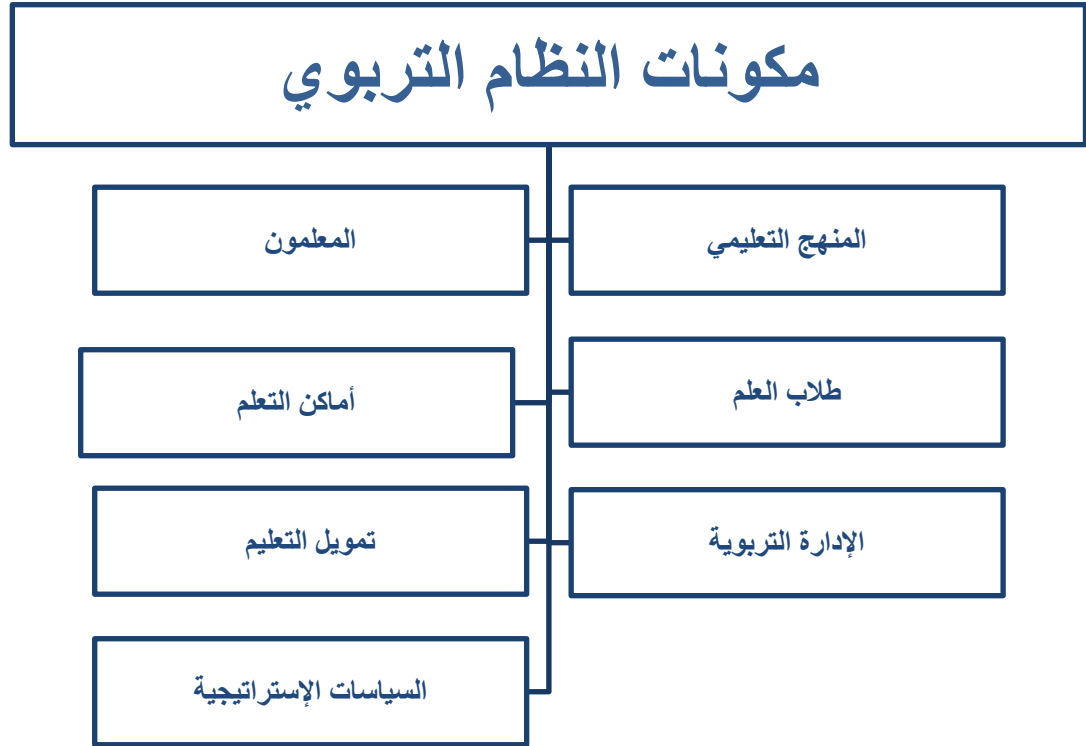 مكونات النظام التربوي
المنهج التعليمي
المعلمون
طلاب العلم
أماكن التعلم
الإدارة التربوية
تمويل التعليم
السياسات الإستراتيجية